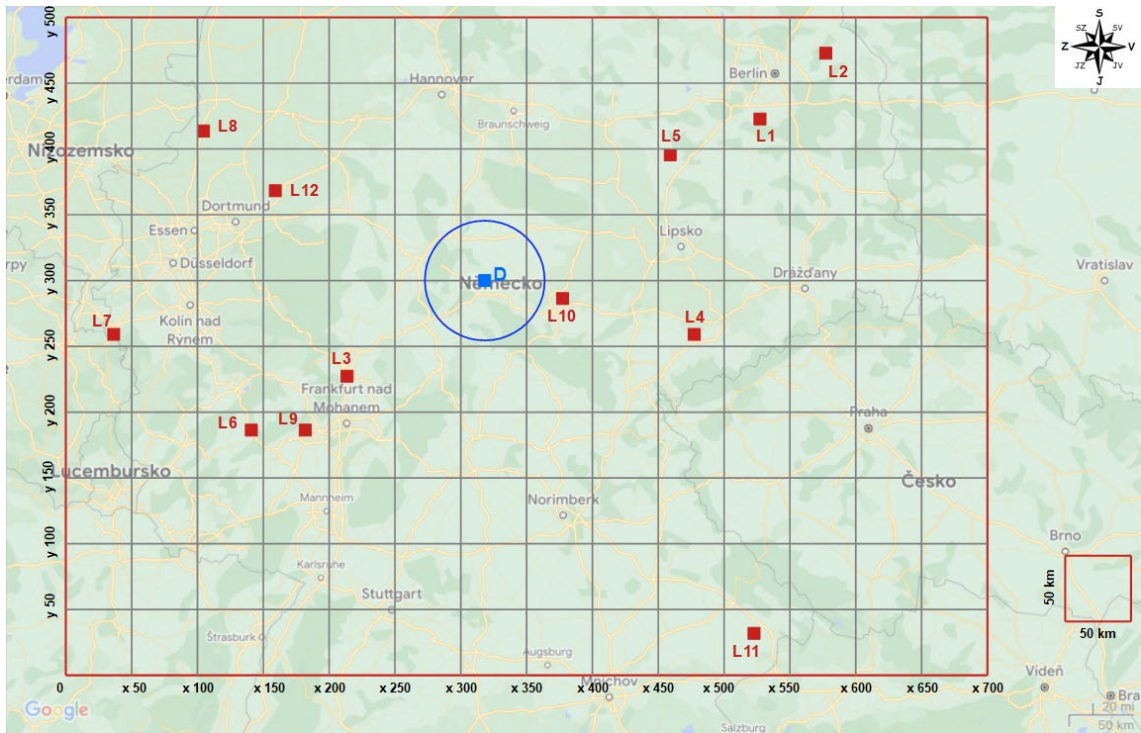 y 500
S
SZ
SV
Z
V
JZ
JV
J
Hannover
Berlín
L2
y 450
Braunschweig
L8
L1
L5
y 400
Nizozemsko
L12
Dortmund
y 350
Essen
Lipsko
Düsseldorf
Drážďany
Vratislav
D
Německo
y 300
L10
Kolín nad
Rýnem
L7
L4
y 250
L3
Frankfurt nad
Mohanem
L6
L9
Praha
y 200
Lucembursko
Česko
y 150
Norimberk
Mannheim
Brno
y 100
Karlsruhe
50 km
Stuttgart
50 km
y 50
Štrasburk
L11
Augsburg
Mnichov
Vídeň
0
x 50
x 100
x 150
x 200
x 250
x 300
x 350
x 400
x 450
x 500
x 550
x 600
x 650
x 700
Bra
Google
20 mi
50 km
Salzburg